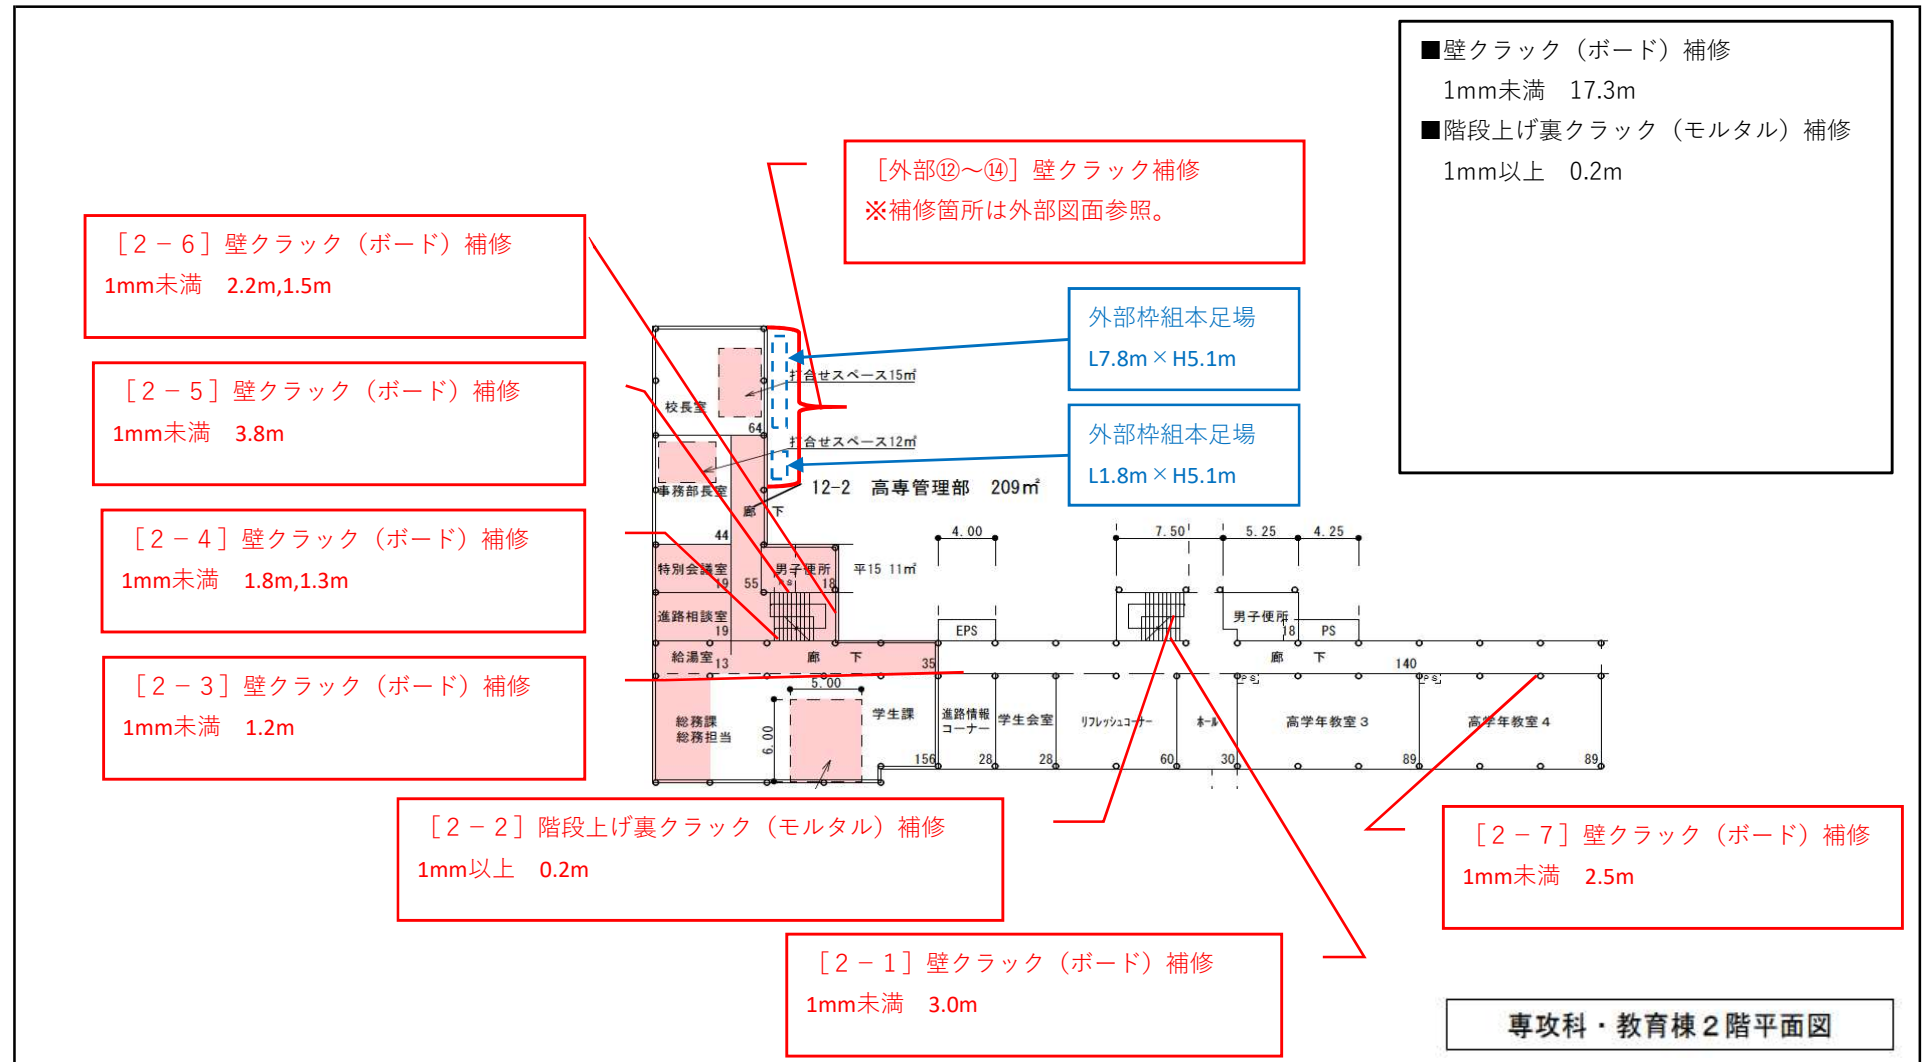 ■壁クラック（ボード）補修
1mm未満　17.3m
■階段上げ裏クラック（モルタル）補修
1mm以上　0.2m
［外部⑫～⑭］壁クラック補修
※補修箇所は外部図面参照。
［２－６］壁クラック（ボード）補修
1mm未満　2.2m,1.5m
外部枠組本足場
L7.8m×H5.1m
［２－５］壁クラック（ボード）補修
1mm未満　3.8m
外部枠組本足場
L1.8m×H5.1m
［２－４］壁クラック（ボード）補修
1mm未満　1.8m,1.3m
［２－３］壁クラック（ボード）補修
1mm未満　1.2m
打合せスペース15㎡
校長室
64
打合せスペース12㎡
事務部長室
12-2　高専管理部　209㎡
廊　下
44
4.00
7.50
5.25
4.25
特別会議室
19
55
男子便所
18
平15 11㎡
進路相談室
19
EPS
男子便所
18
PS
給湯室
13
廊　下
35
廊　下
140
5.00
6.00
総務課
総務担当
学生課
156
進路情報
コーナー
28
学生会室
28
リフレッシュコーナー
60
ホール
30
高学年教室３
89
高学年教室４
89
［２－２］階段上げ裏クラック（モルタル）補修
1mm以上　0.2m
［２－７］壁クラック（ボード）補修
1mm未満　2.5m
［２－１］壁クラック（ボード）補修
1mm未満　3.0m
専攻科・教育棟２階平面図